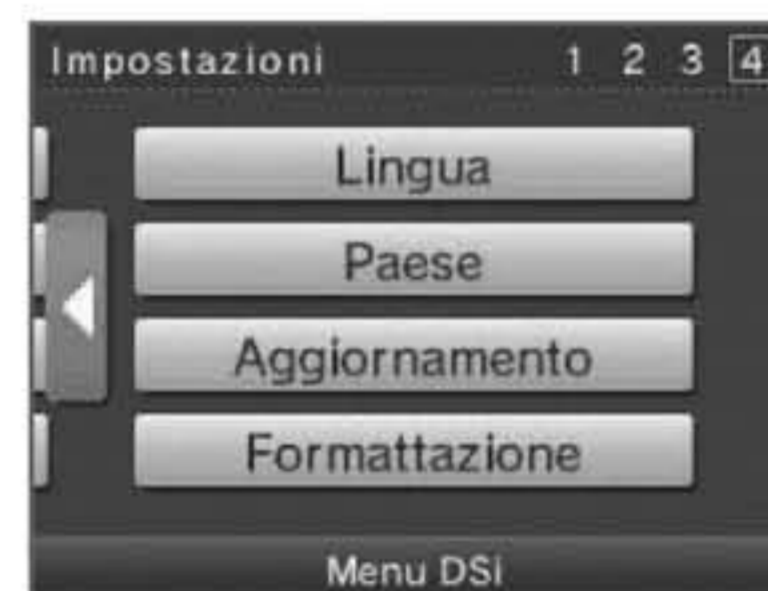 Impostazioni 1 2 3 4
Lingua
Paese
Aggiornamento
Formattazione
Menu DSi